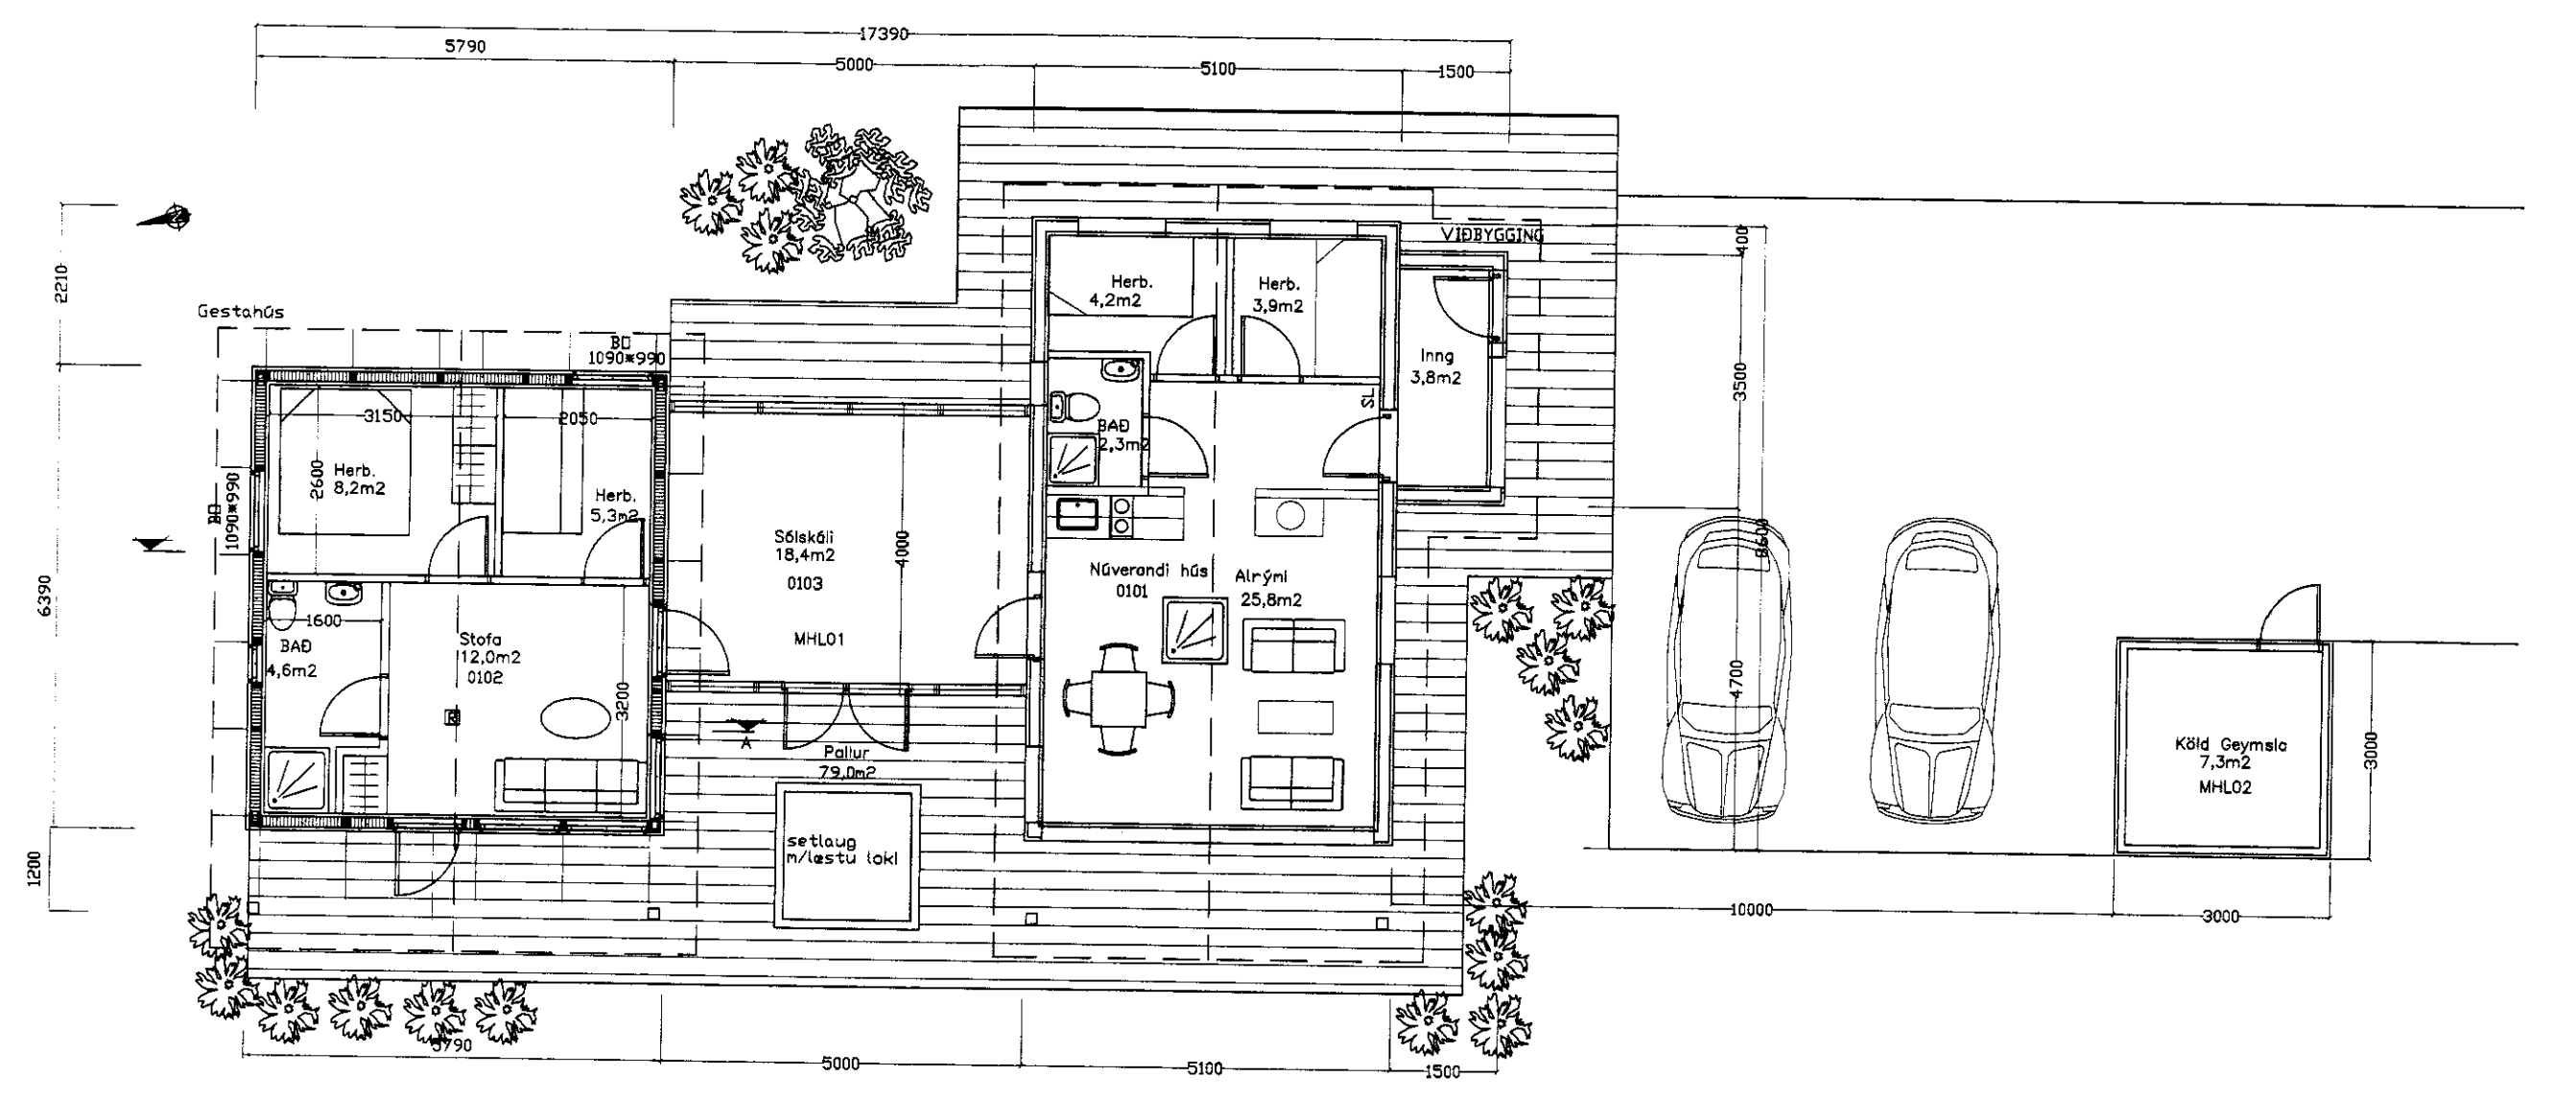 17390
5790
5000
5100
1500
VIÐBYGGING
400
2210
Gestahús
BO
1090*990
Herb.
4,2m2
Herb.
3,9m2
Inng
3,8m2
3500
SL
3150
2050
BAÐ
2,3m2
2600
Herb.
8,2m2
Herb.
5,3m2
BO
1090*990
Sólskáli
18,4m2
0103
4000
8600
Núverandi hús
0101
Alrými
25,8m2
6390
1600
BAÐ
4,6m2
Stofa
12,0m2
0102
MHL01
3200
R
4700
A
Pallur
79,0m2
Köld Geymsla
7,3m2
MHL02
3000
setlaug
m/læstu loki
1200
10000
3000
5790
5000
5100
1500